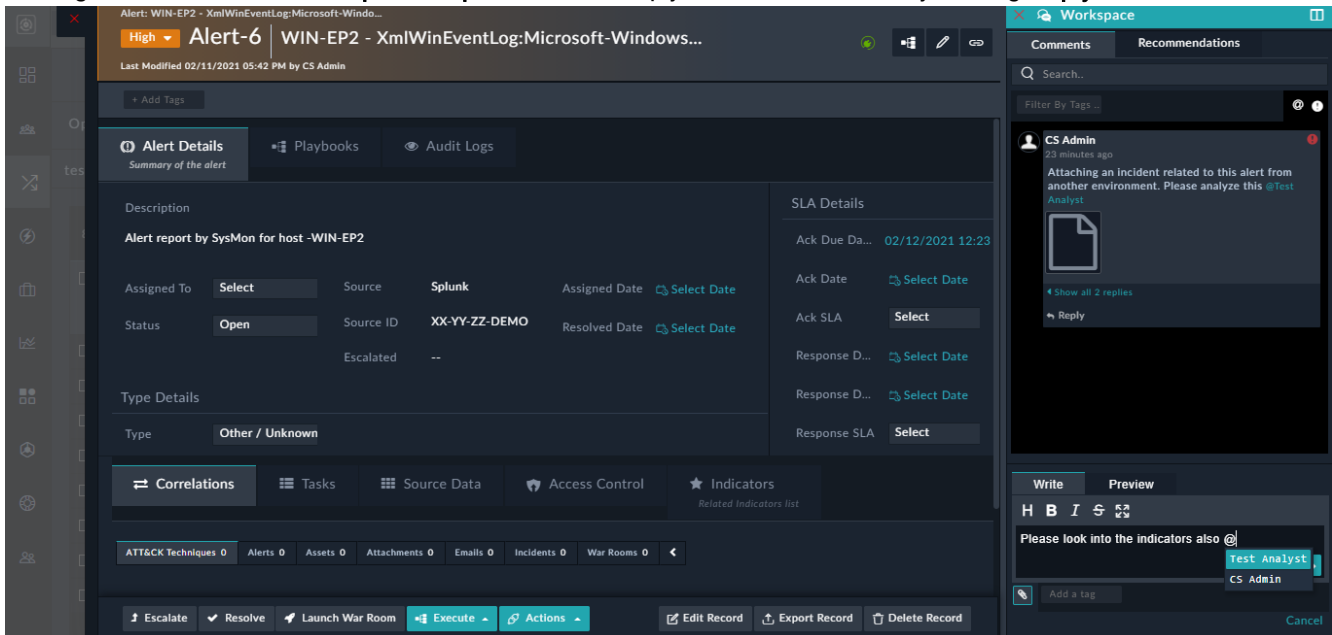 Alert: WIN-EP2 - XmlWinEventLog:Microsoft-Windo...
High Alert-6 WIN-EP2 - XmlWinEventLog:Microsoft-Windows...
Last Modified 02/11/2021 05:42 PM by CS Admin
+ Add Tags
Alert Details Playbooks Audit Logs
Summary of the alert
Description
Alert report by SysMon for host -WIN-EP2
Assigned To Select Source Splunk Assigned Date Select Date
Status Open Source ID XX-YY-ZZ-DEMO Resolved Date Select Date
Escalated --
Type Details
Type Other / Unknown
SLA Details
Ack Due Da... 02/12/2021 12:23
Ack Date Select Date
Ack SLA Select
Response D... Select Date
Response D... Select Date
Response SLA Select
Correlations Tasks Source Data Access Control Indicators
Related Indicators list
ATT&CK Techniques 0 Alerts 0 Assets 0 Attachments 0 Emails 0 Incidents 0 War Rooms 0
Escalate Resolve Launch War Room Execute Actions Edit Record Export Record Delete Record
Workspace
Comments Recommendations
Search..
Filter By Tags .. @
CS Admin
23 minutes ago
Attaching an incident related to this alert from
another environment. Please analyze this @Test
Analyst
Show all 2 replies
Reply
Write Preview
H B I S
Please look into the indicators also @
Test Analyst
CS Admin
Add a tag
Cancel